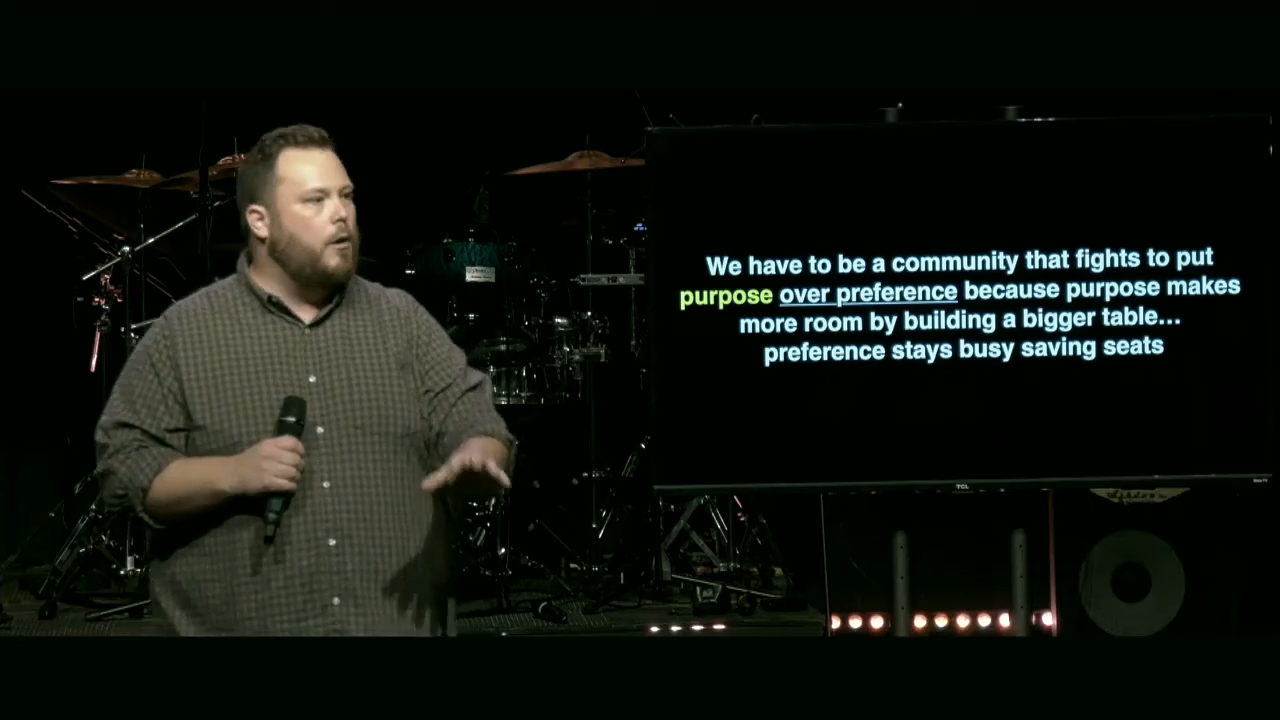 We have to be a community that fights to put
purpose over preference because purpose makes
more room by building a bigger table...
preference stays busy saving seats
TCL